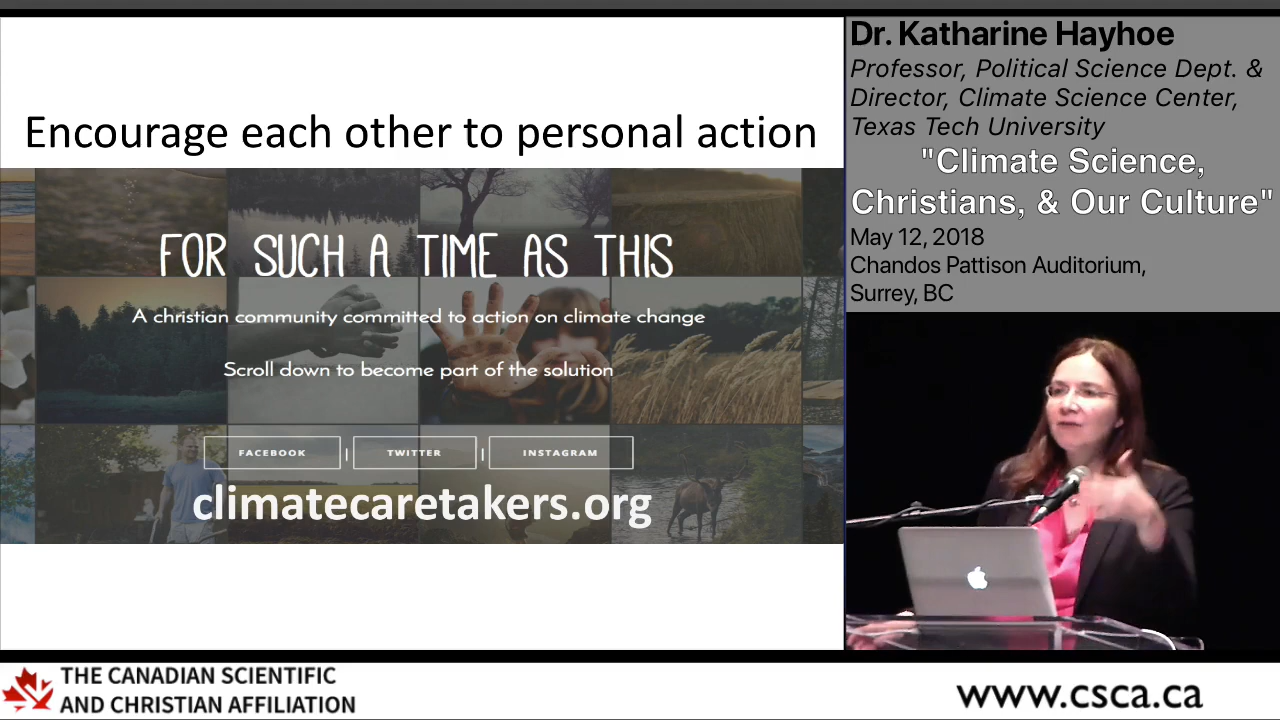 Encourage each other to personal action
FOR SUCH A TIME AS THIS
A christian community committed to action on climate change
Scroll down to become part of the solution
FACEBOOK | TWITTER | INSTAGRAM
climatecaretakers.org
Dr. Katharine Hayhoe
Professor, Political Science Dept. &
Director, Climate Science Center,
Texas Tech University
"Climate Science,
Christians, & Our Culture"
May 12, 2018
Chandos Pattison Auditorium,
Surrey, BC
THE CANADIAN SCIENTIFIC
AND CHRISTIAN AFFILIATION
www.csca.ca